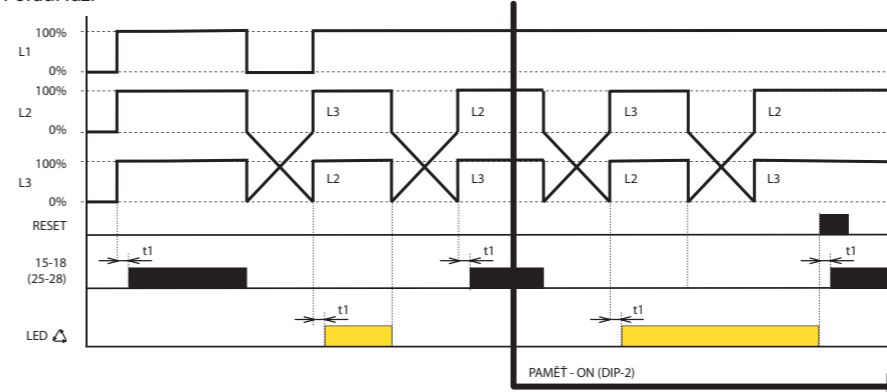 100%
L1
0%
100%
L2
0%
L3
L2
L3
L2
100%
L3
0%
L2
L3
L2
L3
RESET
t1
t1
t1
15-18
(25-28)
t1
t1
LED
PAMĚŤ - ON (DIP-2)